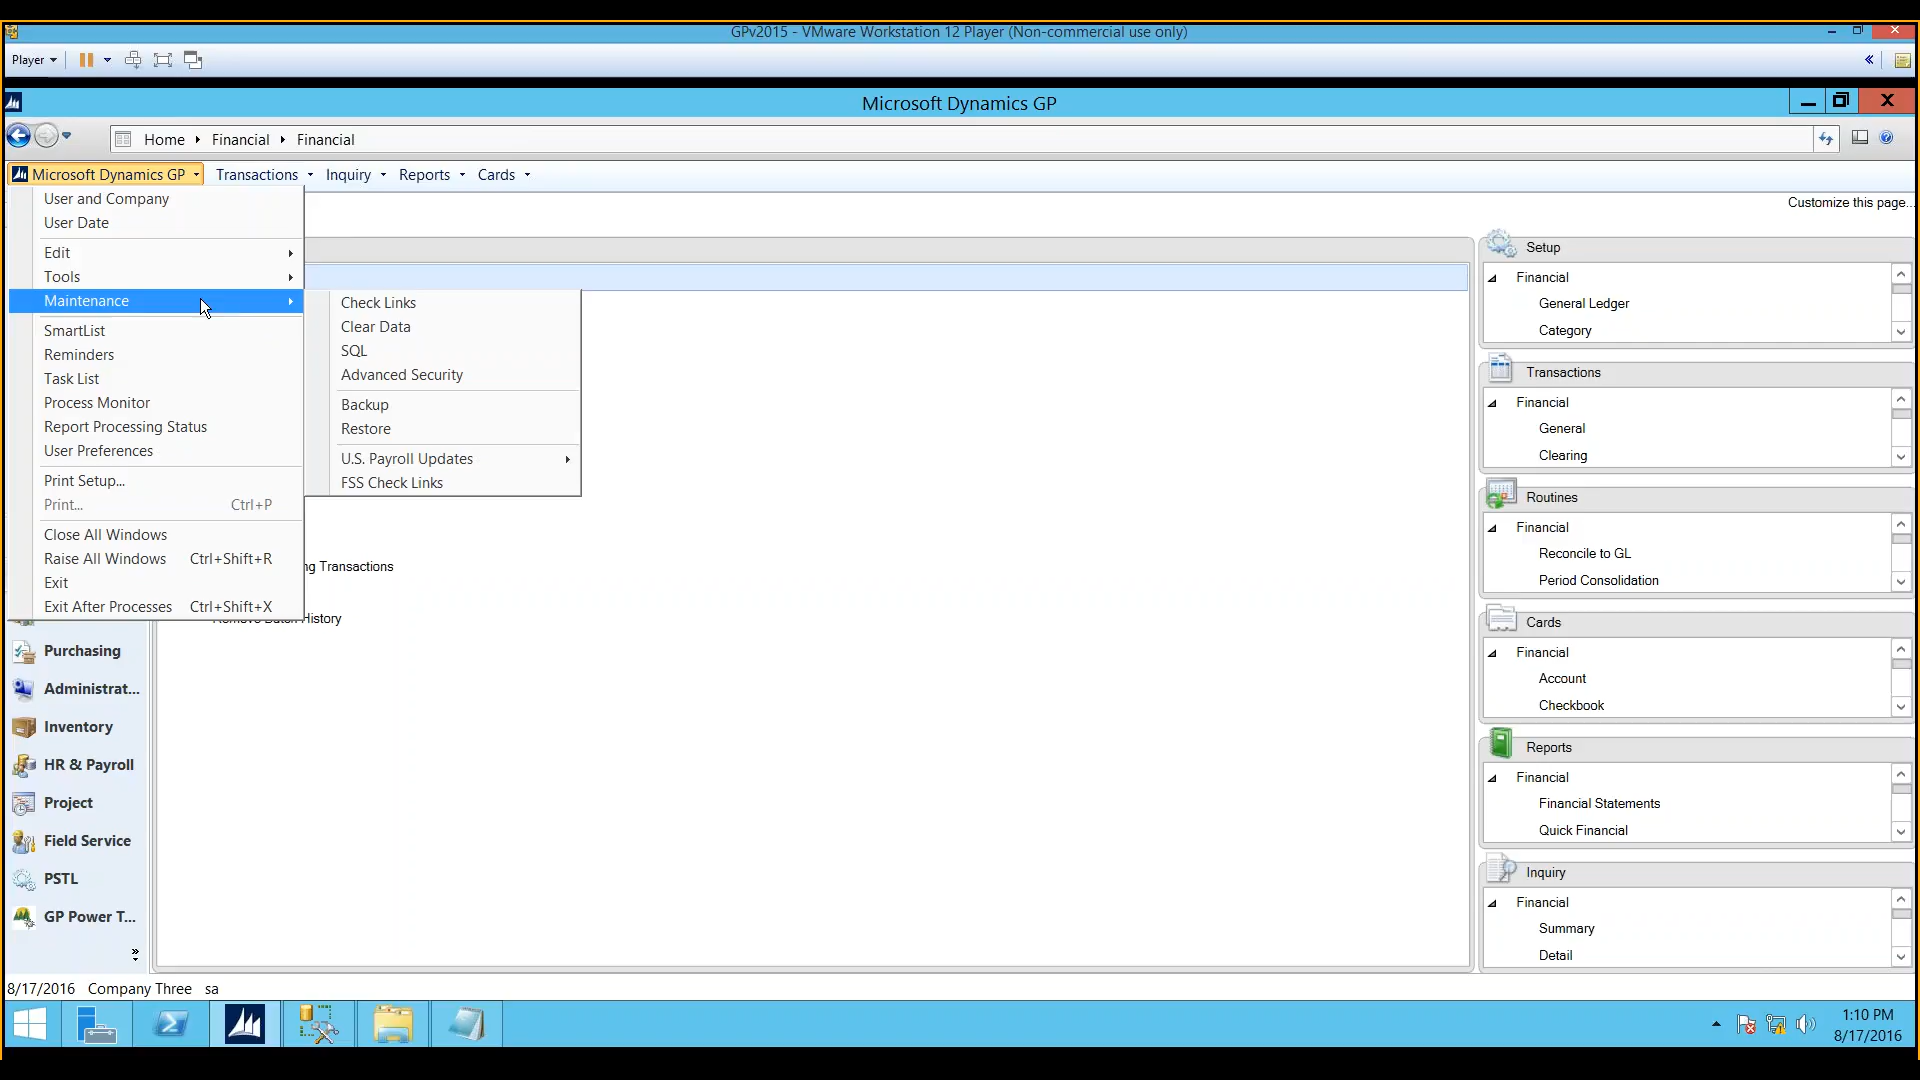 GPv2015 - VMware Workstation 12 Player (Non-commercial use only)
Player
Microsoft Dynamics GP
Home Financial Financial
Microsoft Dynamics GP Transactions Inquiry Reports Cards
Customize this page...
User and Company
User Date
Edit
Tools
Maintenance
SmartList
Reminders
Task List
Process Monitor
Report Processing Status
User Preferences
Print Setup...
Print... Ctrl+P
Close All Windows
Raise All Windows Ctrl+Shift+R
Exit
Exit After Processes Ctrl+Shift+X
Check Links
Clear Data
SQL
Advanced Security
Backup
Restore
U.S. Payroll Updates
FSS Check Links
ng Transactions
History
Purchasing
Administrat...
Inventory
HR & Payroll
Project
Field Service
PSTL
GP Power T...
Setup
Financial
General Ledger
Category
Transactions
Financial
General
Clearing
Routines
Financial
Reconcile to GL
Period Consolidation
Cards
Financial
Account
Checkbook
Reports
Financial
Financial Statements
Quick Financial
Inquiry
Financial
Summary
Detail
8/17/2016 Company Three sa
1:10 PM
8/17/2016